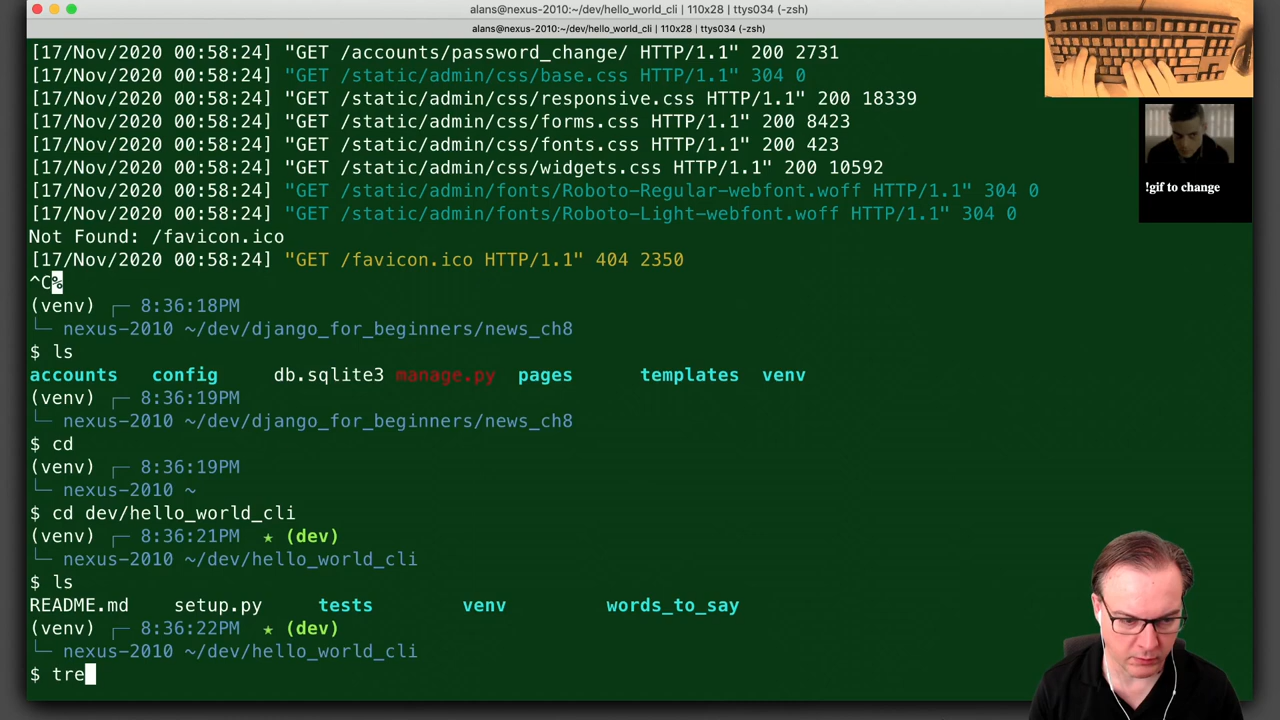 alans@nexus-2010:~/dev/hello_world_cli | 110x28 | ttys034 (-zsh)
alans@nexus-2010:~/dev/hello_world_cli | 110x28 | ttys034 (-zsh)
[17/Nov/2020 00:58:24] "GET /accounts/password_change/ HTTP/1.1" 200 2731
[17/Nov/2020 00:58:24] "GET /static/admin/css/base.css HTTP/1.1" 304 0
[17/Nov/2020 00:58:24] "GET /static/admin/css/responsive.css HTTP/1.1" 200 18339
[17/Nov/2020 00:58:24] "GET /static/admin/css/forms.css HTTP/1.1" 200 8423
[17/Nov/2020 00:58:24] "GET /static/admin/css/fonts.css HTTP/1.1" 200 423
[17/Nov/2020 00:58:24] "GET /static/admin/css/widgets.css HTTP/1.1" 200 10592
[17/Nov/2020 00:58:24] "GET /static/admin/fonts/Roboto-Regular-webfont.woff HTTP/1.1" 304 0
[17/Nov/2020 00:58:24] "GET /static/admin/fonts/Roboto-Light-webfont.woff HTTP/1.1" 304 0
Not Found: /favicon.ico
[17/Nov/2020 00:58:24] "GET /favicon.ico HTTP/1.1" 404 2350
^C%
(venv) ┌─ 8:36:18PM
└─ nexus-2010 ~/dev/django_for_beginners/news_ch8
$ ls
accounts config db.sqlite3 manage.py pages templates venv
(venv) ┌─ 8:36:19PM
└─ nexus-2010 ~/dev/django_for_beginners/news_ch8
$ cd
(venv) ┌─ 8:36:19PM
└─ nexus-2010 ~
$ cd dev/hello_world_cli
(venv) ┌─ 8:36:21PM ★ (dev)
└─ nexus-2010 ~/dev/hello_world_cli
$ ls
README.md setup.py tests venv words_to_say
(venv) ┌─ 8:36:22PM ★ (dev)
└─ nexus-2010 ~/dev/hello_world_cli
$ tre
!gif to change